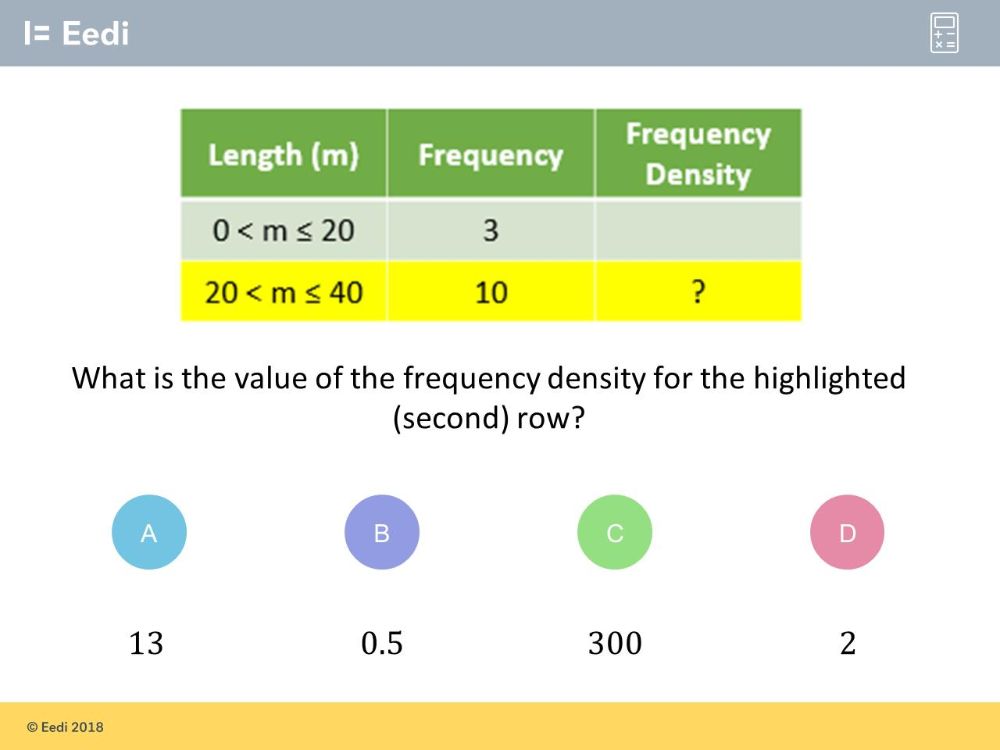 Eedi
Length (m) Frequency Frequency Density
0 < m ≤ 20 3
20 < m ≤ 40 10 ?
What is the value of the frequency density for the highlighted
(second) row?
A B C D
13 0.5 300 2
© Eedi 2018